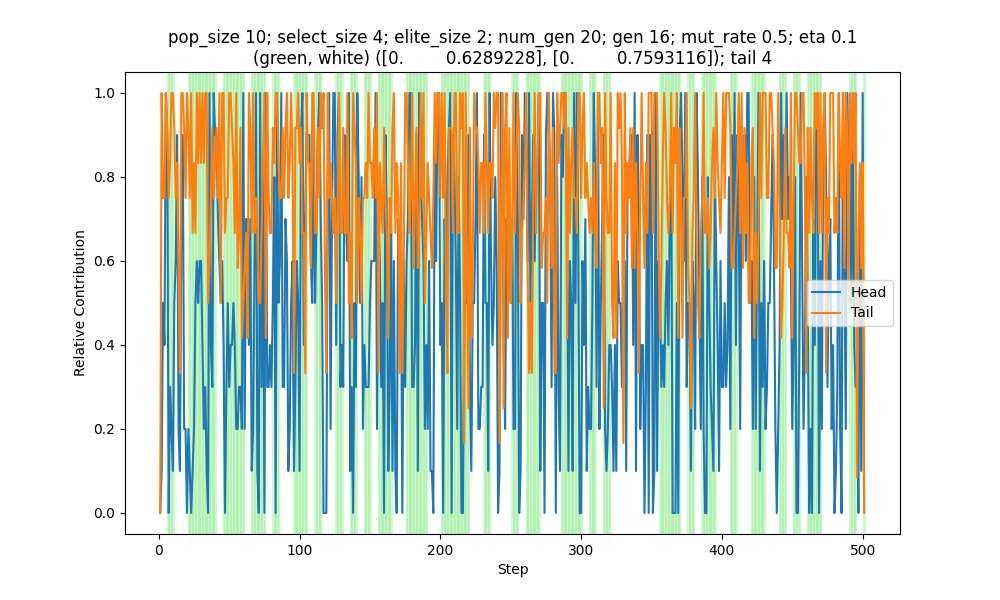 pop_size 10; select_size 4; elite_size 2; num_gen 20; gen 16; mut_rate 0.5; eta 0.1
(green, white) ([0. 0.6289228], [0. 0.7593116]); tail 4
Relative Contribution
1.0
0.8
0.6
0.4
0.2
0.0
Head
Tail
0 100 200 300 400 500
Step